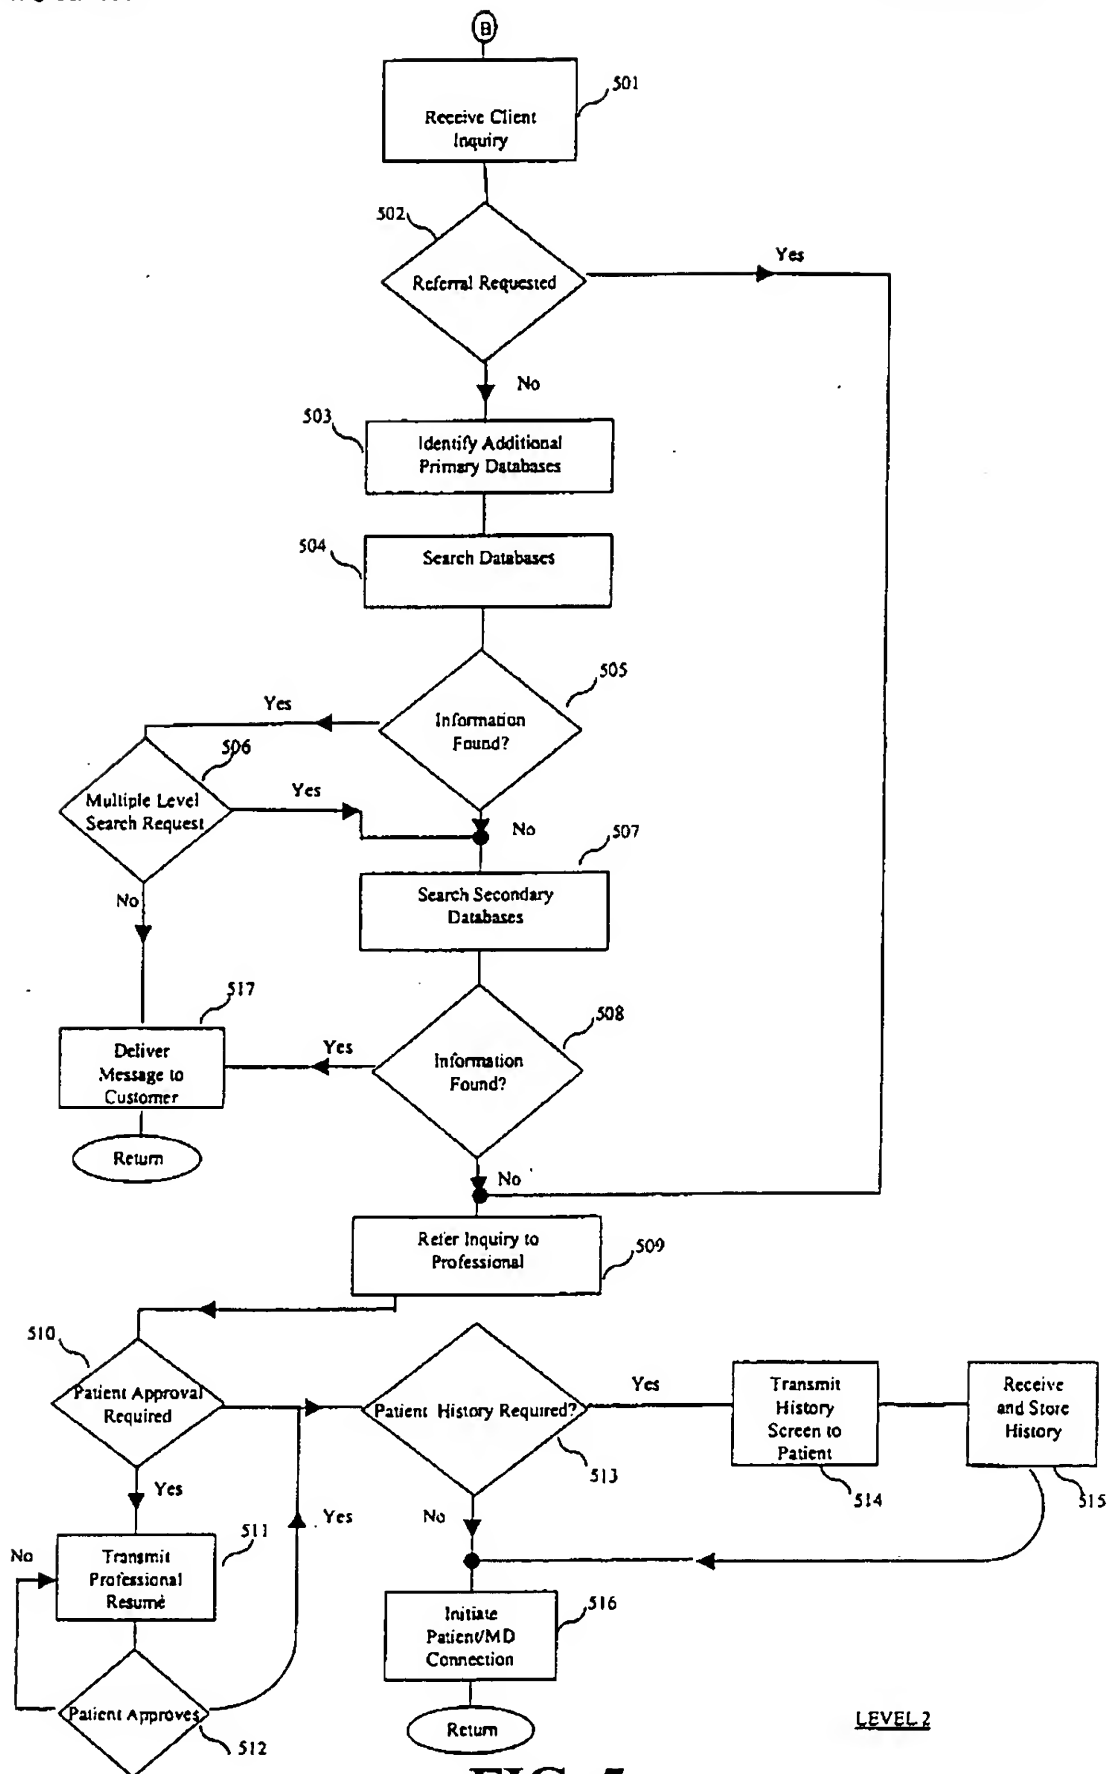 B
501
Receive Client
Inquiry
502
Yes
Referral Requested
No
503
Identify Additional
Primary Databases
504
Search Databases
505
Yes
Information
Found?
506
Multiple Level
Search Request
Yes
No
507
No
Search Secondary
Databases
517
508
Deliver
Message to
Customer
Yes
Information
Found?
Return
No
Refer Inquiry to
Professional
509
510
Patient Approval
Required
Patient History Required?
Yes
Transmit
History
Screen to
Patient
Receive
and Store
History
513
514
515
Yes
No
Yes
511
No
Transmit
Professional
Resumé
516
Initiate
Patient/MD
Connection
Patient Approves
512
Return
LEVEL 2